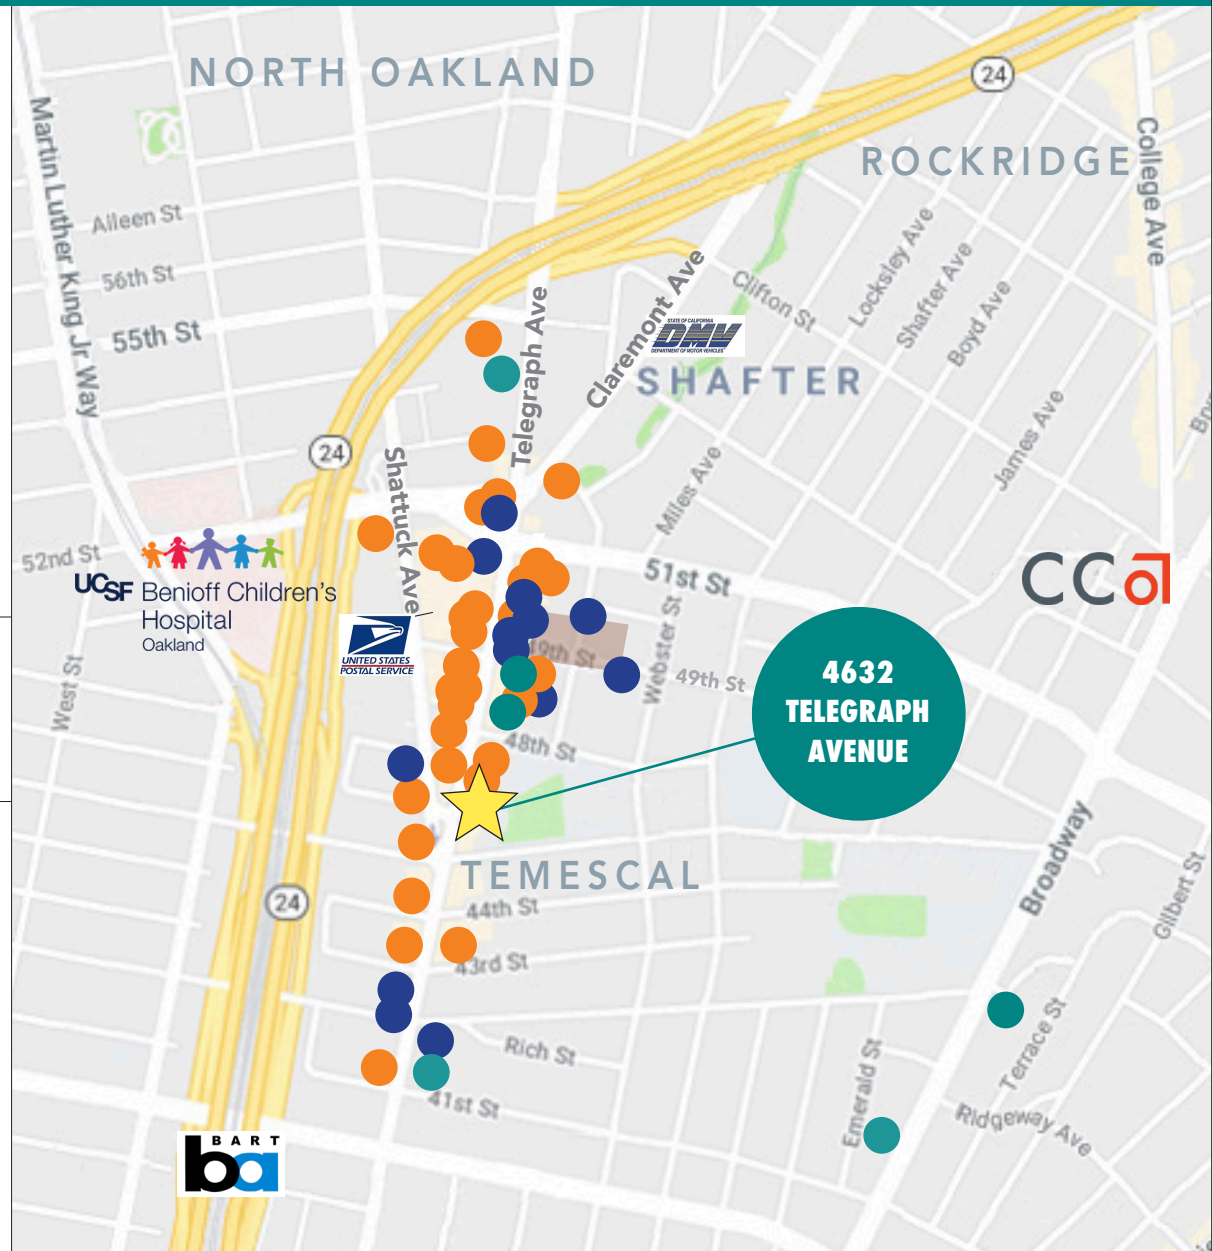 NORTH OAKLAND
24
ROCKRIDGE
Martin Luther King Jr Way
College Ave
Aileen St
56th St
55th St
Telegraph Ave
Claremont Ave
Clifton St
Locksley Ave
Shafter Ave
Boyd Ave
STATE OF CALIFORNIA
DMV
DEPARTMENT OF MOTOR VEHICLES
SHAFTER
James Ave
24
Shattuck Ave
Miles Ave
52nd St
51st St
UCSF Benioff Children's
Hospital
Oakland
CCa
UNITED STATES
POSTAL SERVICE
49th St
Webster St
49th St
West St
4632
TELEGRAPH
AVENUE
48th St
TEMESCAL
Broadway
Gilbert St
24
44th St
43rd St
Rich St
Terrace St
Emerald St
41st St
Ridgeway Ave
BART
ba